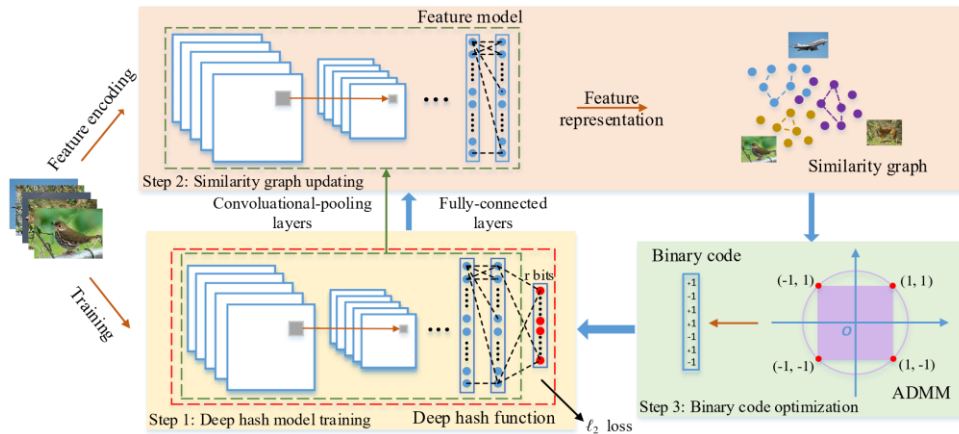 Feature model
Feature encoding
Feature
representation
Similarity graph
Step 2: Similarity graph updating
Convoluational-pooling
layers
Fully-connected
layers
Training
r bits
Step 1: Deep hash model training
Deep hash function
ℓ2 loss
Binary code
-1
-1
-1
-1
-1
-1
-1
(-1, 1)
(1, 1)
O
(-1, -1)
(1, -1)
ADMM
Step 3: Binary code optimization